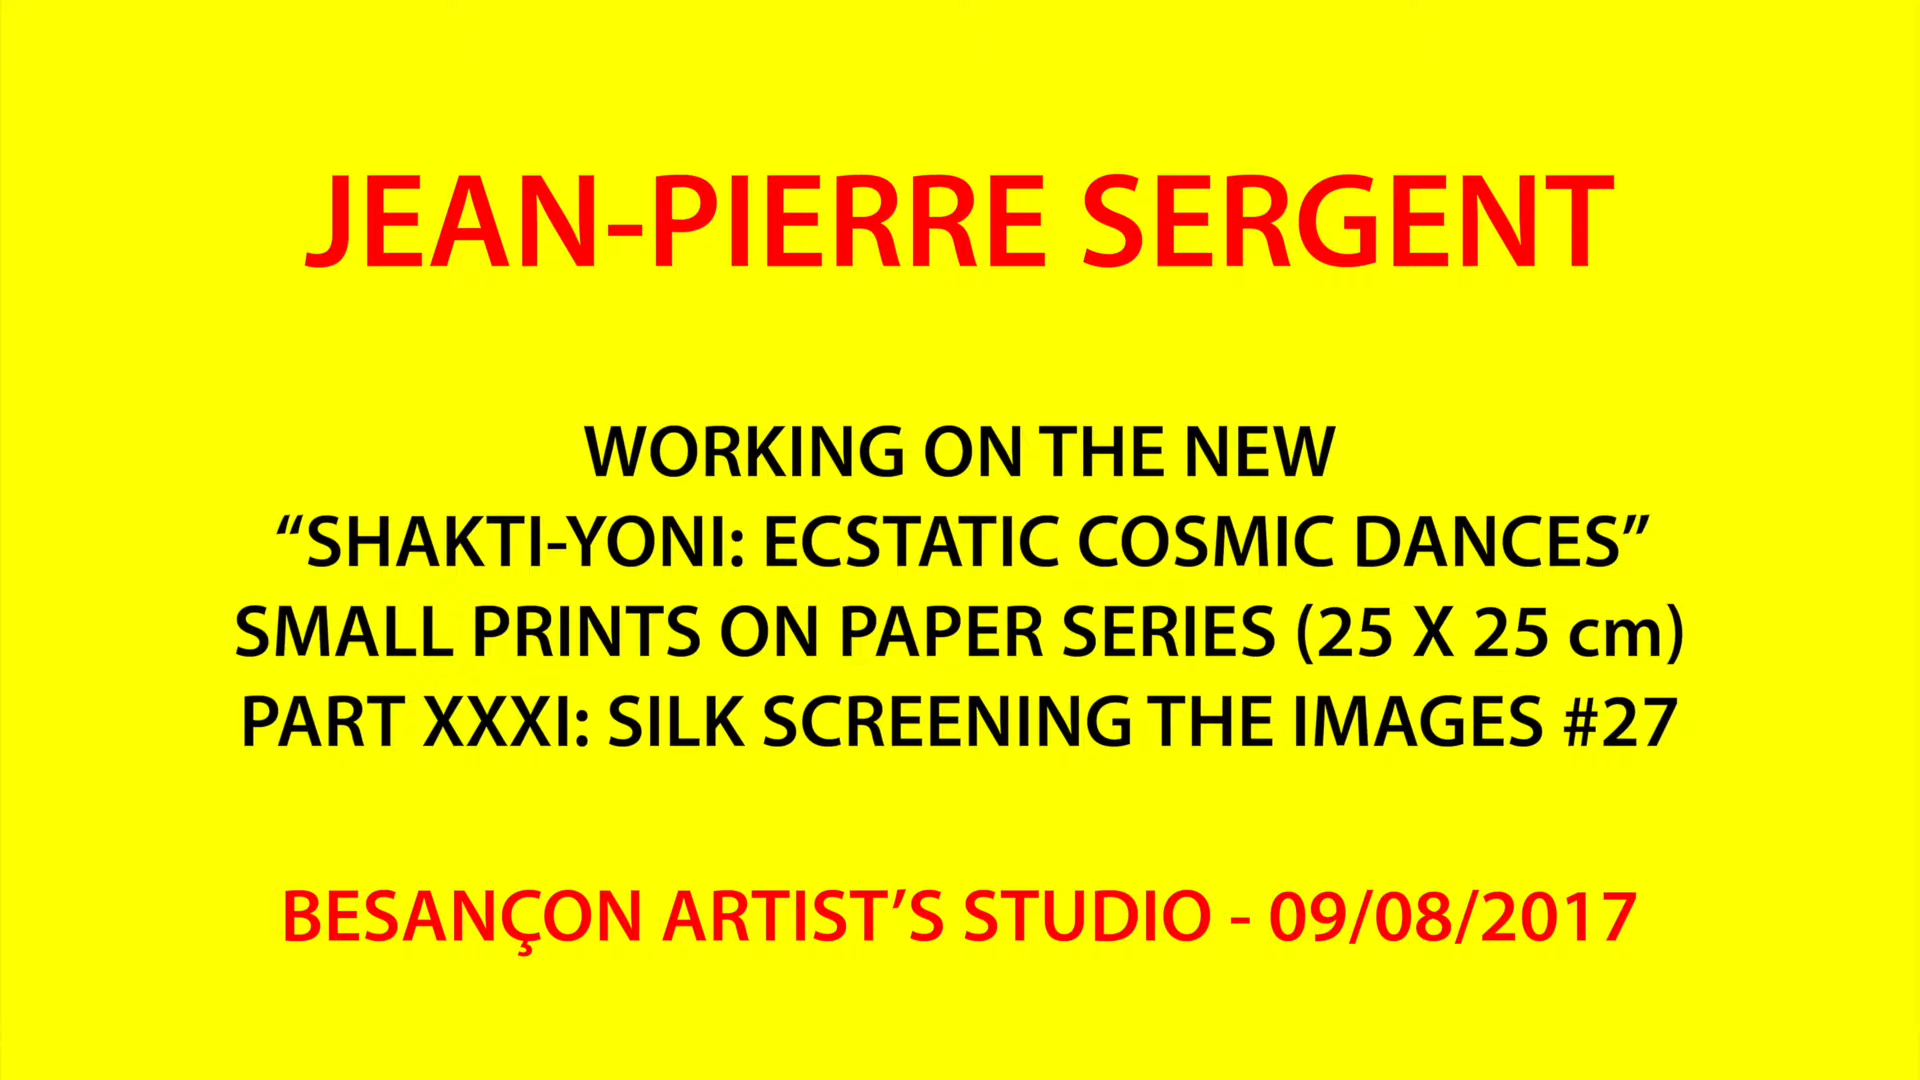 JEAN-PIERRE SERGENT
WORKING ON THE NEW
“SHAKTI-YONI: ECSTATIC COSMIC DANCES”
SMALL PRINTS ON PAPER SERIES (25 X 25 cm)
PART XXXI: SILK SCREENING THE IMAGES #27
BESANÇON ARTIST’S STUDIO - 09/08/2017